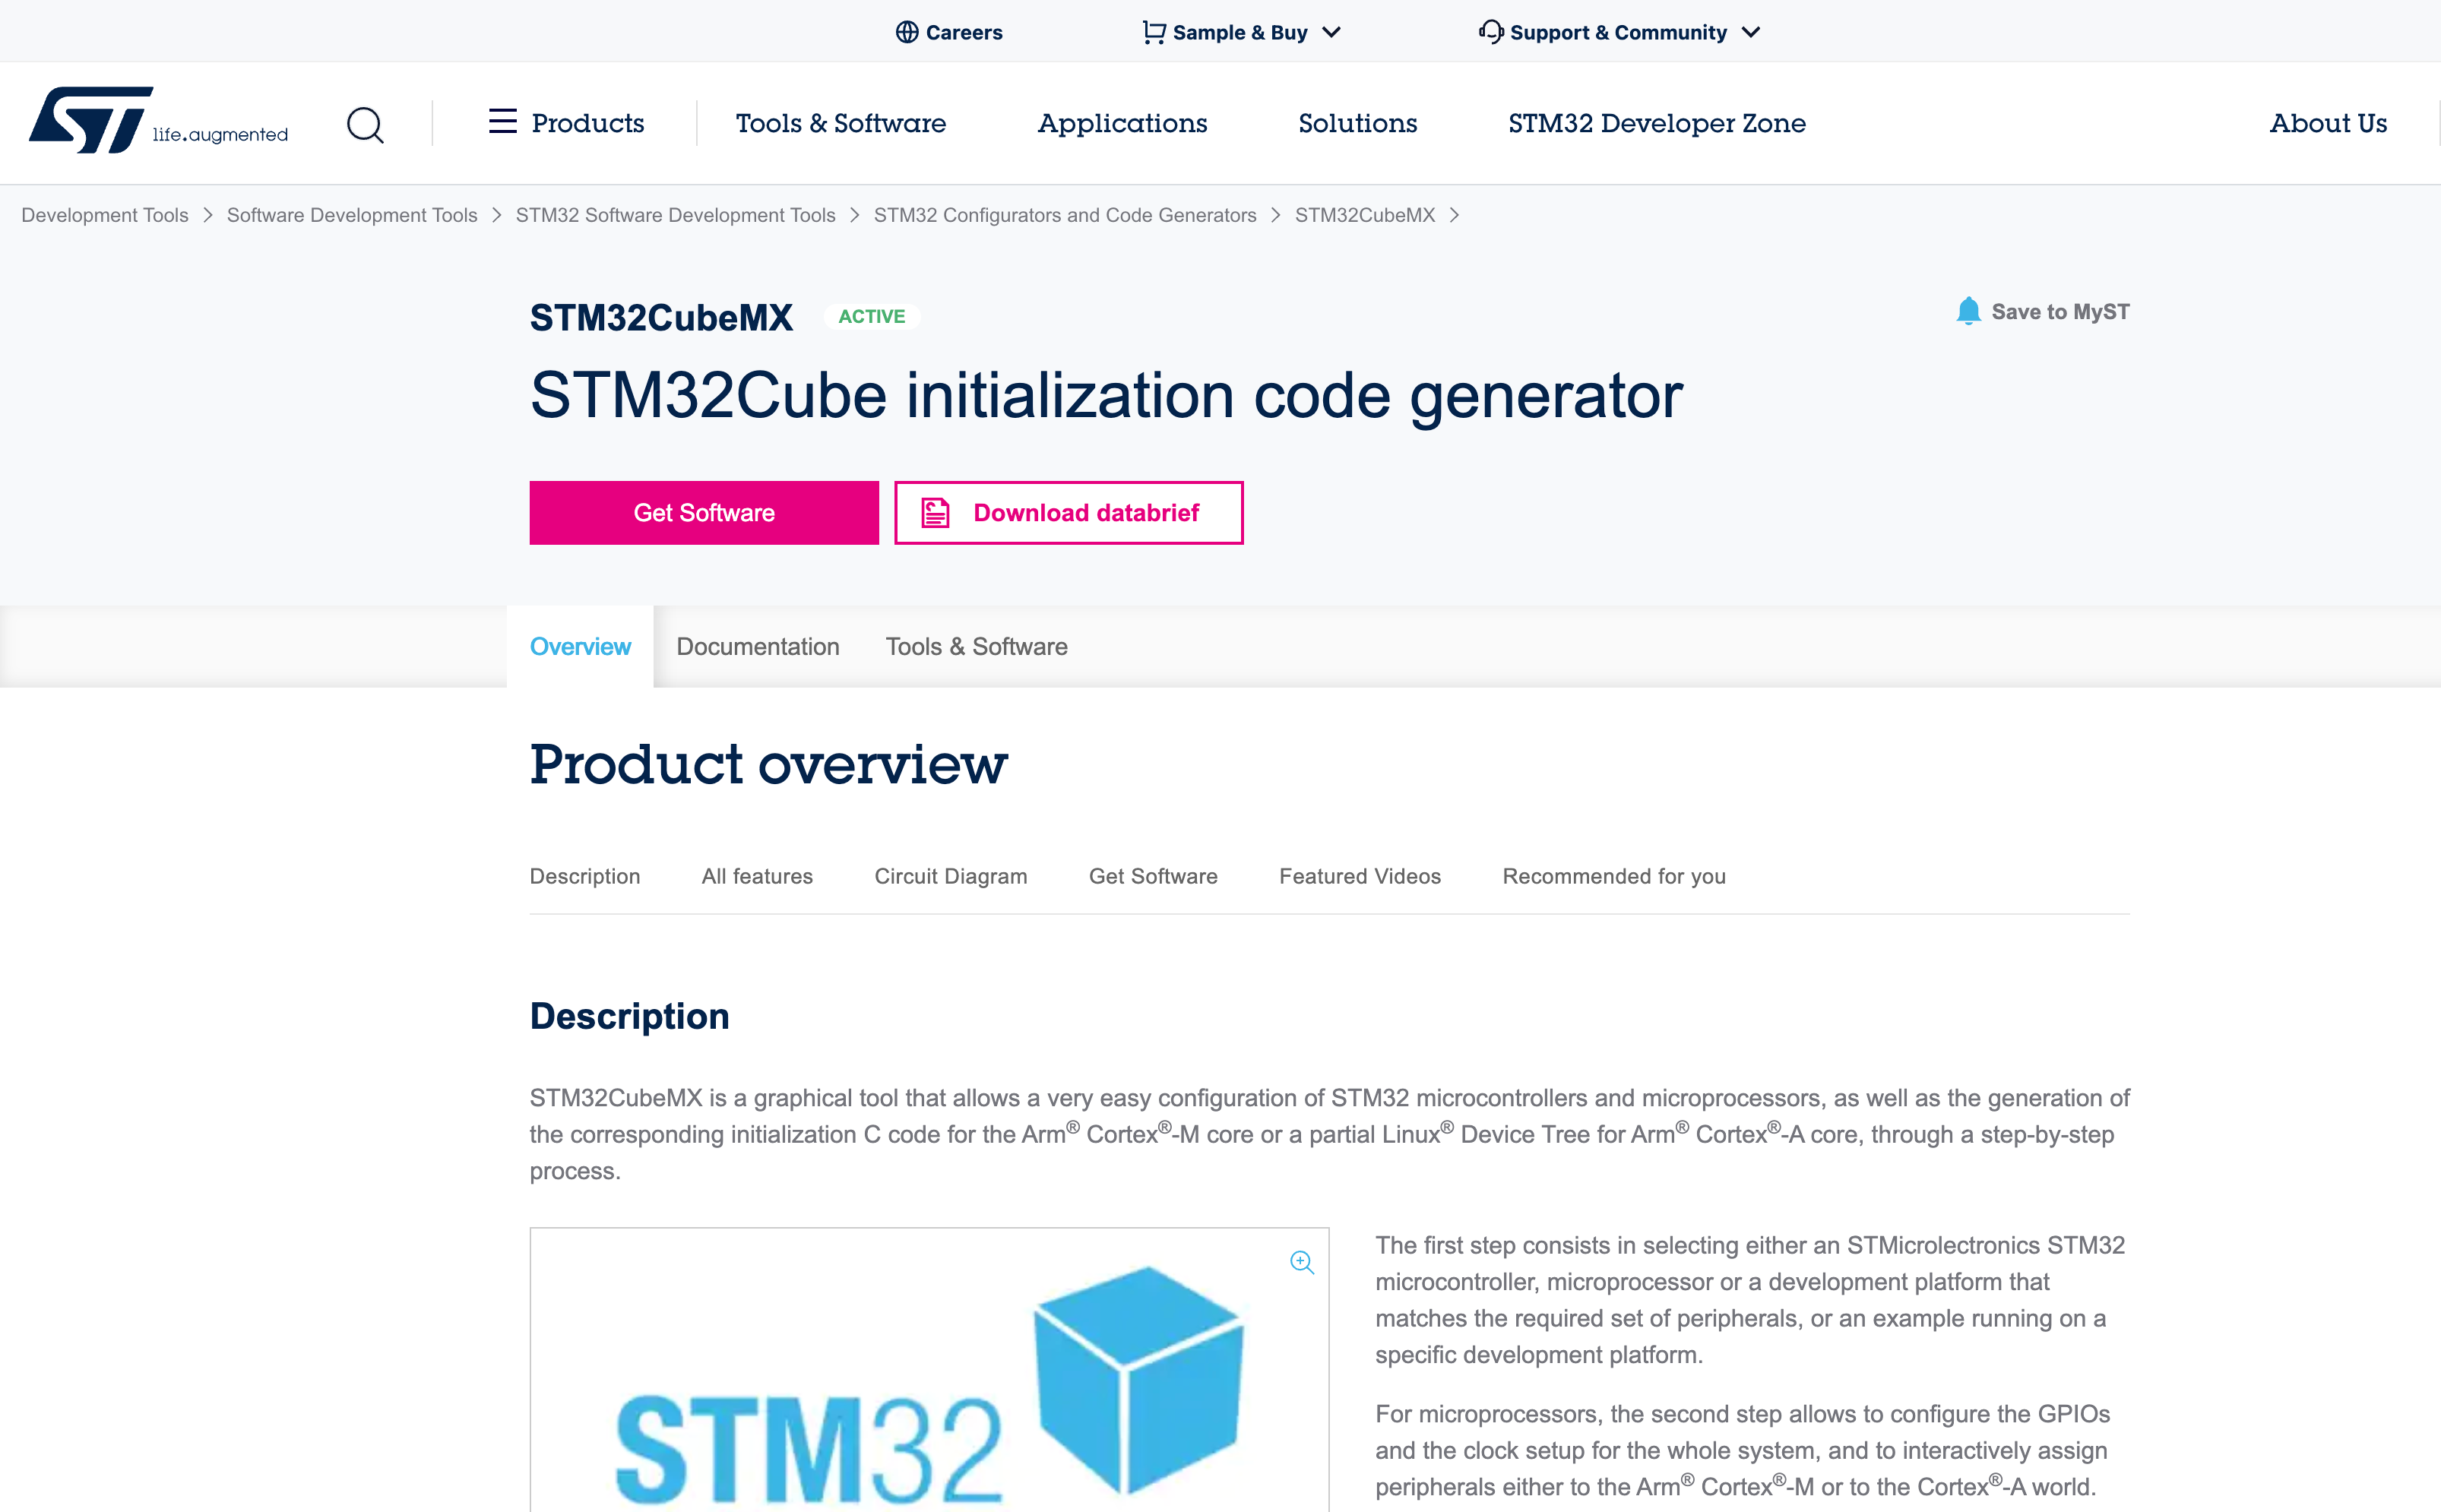 Careers
Sample & Buy
Support & Community
ST life.augmented
Products
Tools & Software
Applications
Solutions
STM32 Developer Zone
About Us
Development Tools > Software Development Tools > STM32 Software Development Tools > STM32 Configurators and Code Generators > STM32CubeMX >
STM32CubeMX ACTIVE
Save to MyST
STM32Cube initialization code generator
Get Software
Download databrief
Overview
Documentation
Tools & Software
Product overview
Description
All features
Circuit Diagram
Get Software
Featured Videos
Recommended for you
Description
STM32CubeMX is a graphical tool that allows a very easy configuration of STM32 microcontrollers and microprocessors, as well as the generation of
the corresponding initialization C code for the Arm® Cortex®-M core or a partial Linux® Device Tree for Arm® Cortex®-A core, through a step-by-step
process.
STM32
The first step consists in selecting either an STMicrolectronics STM32
microcontroller, microprocessor or a development platform that
matches the required set of peripherals, or an example running on a
specific development platform.
For microprocessors, the second step allows to configure the GPIOs
and the clock setup for the whole system, and to interactively assign
peripherals either to the Arm® Cortex®-M or to the Cortex®-A world.